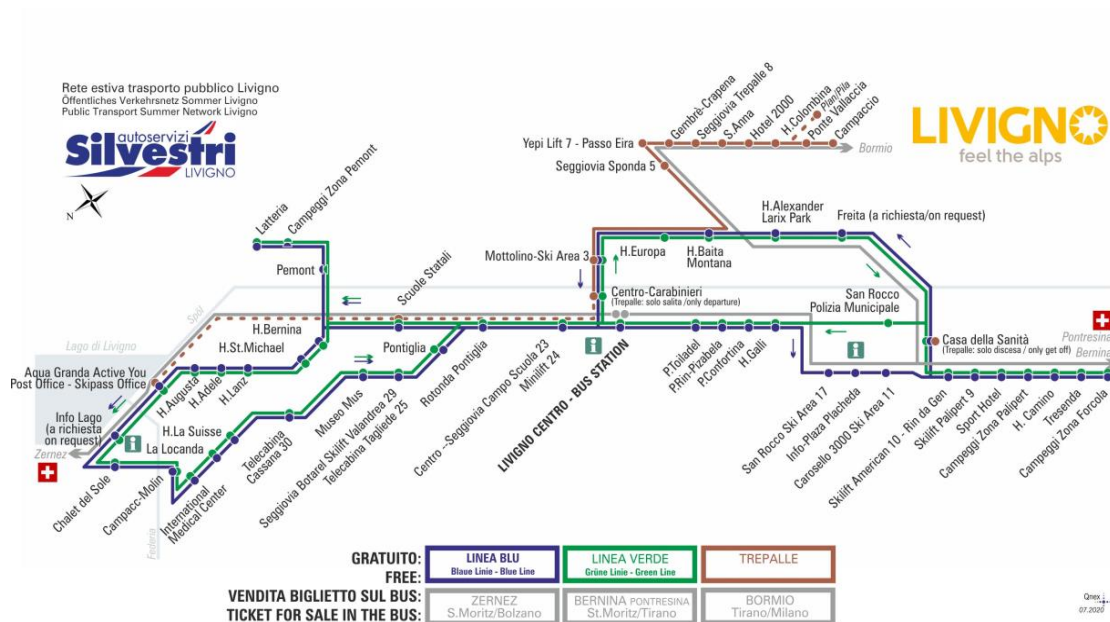 Rete estiva trasporto pubblico Livigno
Öffentliches Verkehrsnetz Sommer Livigno
Public Transport Summer Network Livigno
autoservizi
Silvestri
LIVIGNO
N
LIVIGNO
feel the alps
Gembrè-Crapena
Seggiovia Trepalle 8
S.Anna
Hotel 2000
H.Colombina
Plan/Pila
Ponte Vallaccia
Campaccio
Yepi Lift 7 - Passo Eira
Bormio
Seggiovia Sponda 5
Latteria
Campeggi Zona Pemont
Pemont
H.Alexander
Larix Park
Freita (a richiesta/on request)
Mottolino-Ski Area 3
H.Europa
H.Baita
Montana
Scuole Statali
Centro-Carabinieri
(Trepalle: solo salita /only departure)
San Rocco
Polizia Municipale
Spöl
Lago di Livigno
H.Bernina
H.St.Michael
Pontiglia
Casa della Sanità
(Trepalle: solo discesa / only get off)
Pontresina
Bernina
Aqua Granda Active You
Post Office - Skipass Office
H.Augusta
H.Adele
H.Lanz
Info Lago
(a richiesta
on request)
Zernez
H.La Suisse
La Locanda
Chalet del Sole
Campacc-Molin
Federia
International
Medical Center
Telecabina
Cassana 30
Museo Mus
Seggiovia Botarel Skilift Valandrea 29
Telecabina Tagliede 25
Rotonda Pontiglia
Centro --Seggiovia Campo Scuola 23
Minilift 24
LIVIGNO CENTRO - BUS STATION
P.Toiladel
P.Rin-Pizabela
P.Confortina
H.Galli
San Rocco Ski Area 17
Info-Plaza Placheda
Carosello 3000 Ski Area 11
Skilift American 10 - Rin da Gen
Skilift Palipert 9
Sport Hotel
Campeggi Zona Palipert
H. Camino
Tresenda
Campeggi Zona Forcola
GRATUITO:
FREE:
LINEA BLU
Blaue Linie - Blue Line
LINEA VERDE
Grüne Linie - Green Line
TREPALLE
VENDITA BIGLIETTO SUL BUS:
TICKET FOR SALE IN THE BUS:
ZERNEZ
S.Moritz/Bolzano
BERNINA PONTRESINA
St.Moritz/Tirano
BORMIO
Tirano/Milano
Qnex
07.2020